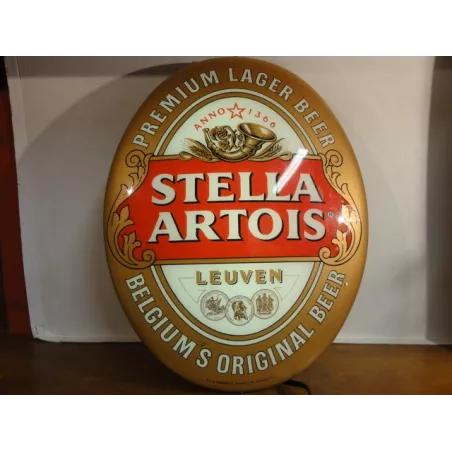 PREMIUM LAGER BEER
ANNO 1366
STELLA
ARTOIS
LEUVEN
BELGIUM'S ORIGINAL BEER